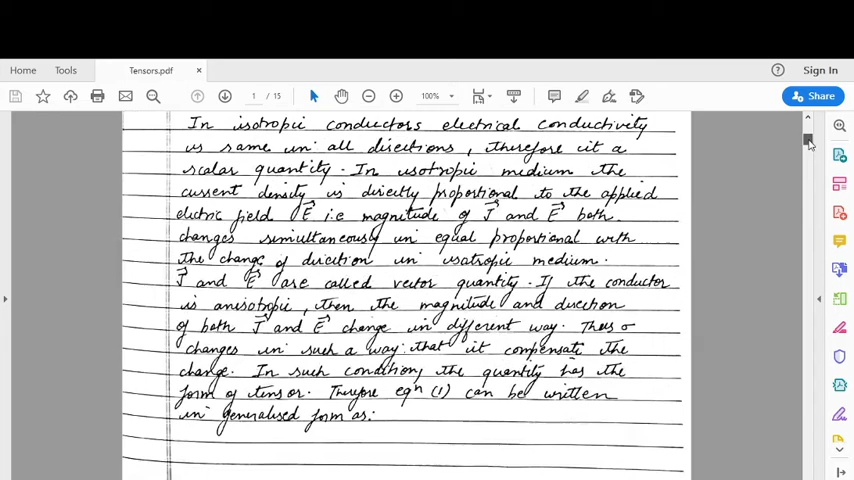 Home Tools Tensors.pdf × Sign In
1 / 15 100% Share
In isotropic conductors electrical conductivity
is same in all directions, therefore it a
scalar quantity. In isotropic medium the
current density is directly proportional to the applied
electric field E⃗ i.e magnitude of J⃗ and E⃗ both
changes simultaneously in equal proportional with
the change of direction in isotropic medium.
J⃗ and E⃗ are called vector quantity. If the conductor
is anisotropic, then the magnitude and direction
of both J⃗ and E⃗ change in different way. Thus σ
changes in such a way that it compensate the
change. In such condition, the quantity has the
form of tensor. Therefore eqn (1) can be written
in generalised form as: